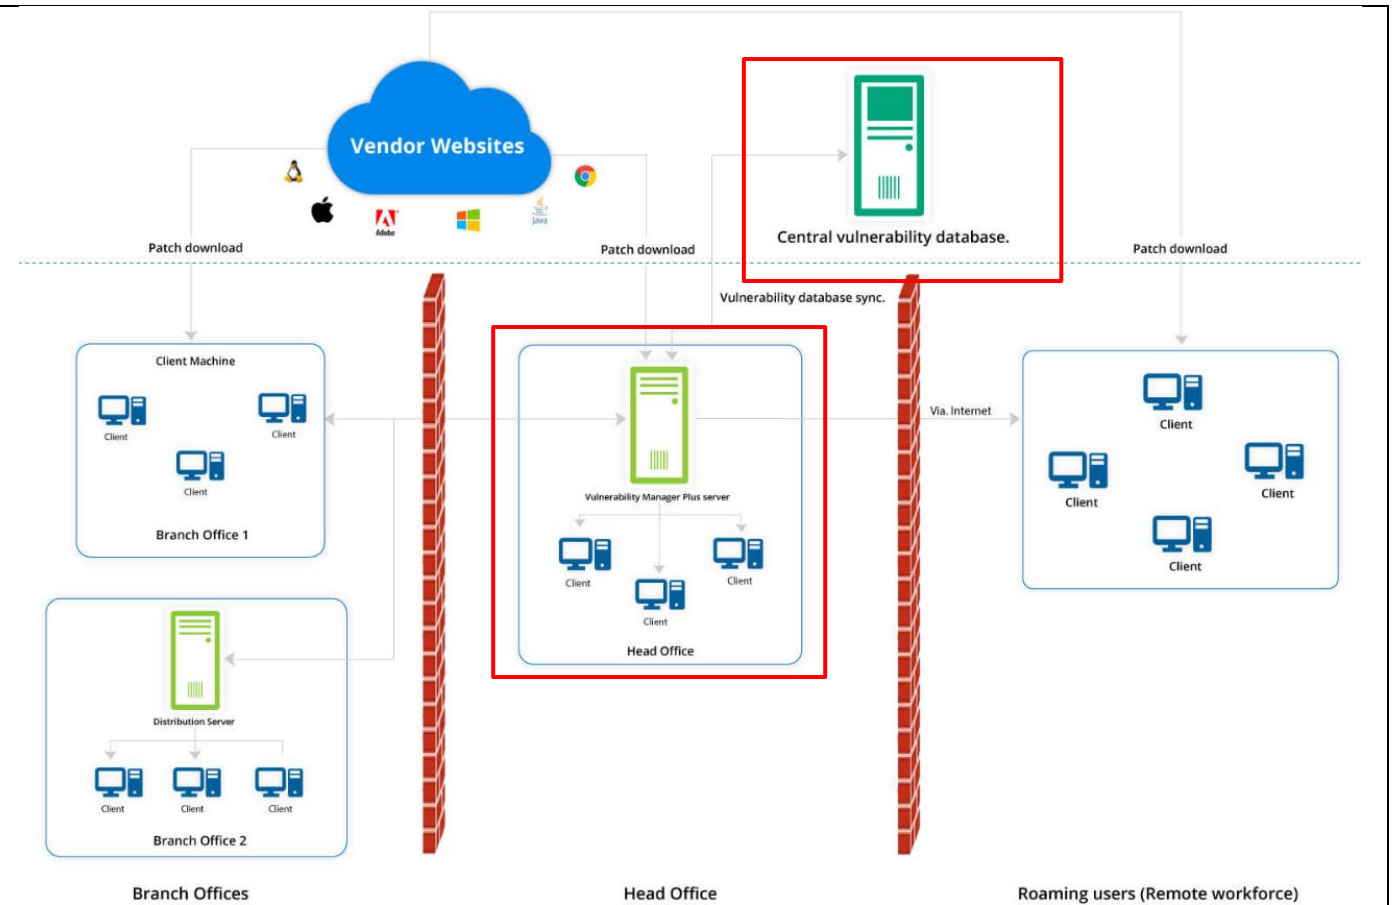 Vendor Websites
Adobe
Java
Central vulnerability database.
Patch download
Patch download
Patch download
Vulnerability database sync.
Client Machine
Client
Client
Client
Branch Office 1
Vulnerability Manager Plus server
Client
Client
Client
Head Office
Via. Internet
Client
Client
Client
Client
Distribution Server
Client
Client
Client
Branch Office 2
Branch Offices
Head Office
Roaming users (Remote workforce)